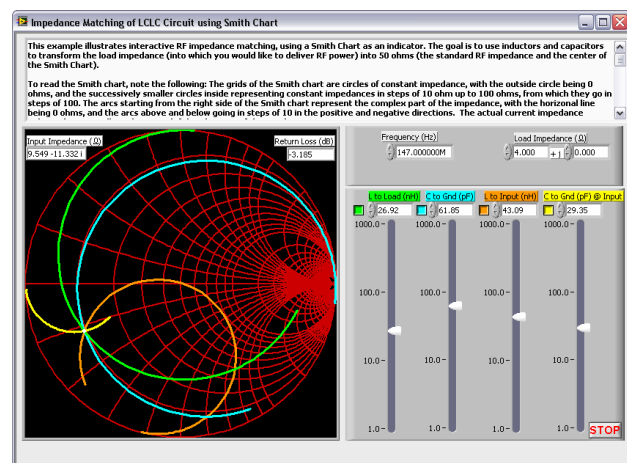 Impedance Matching of LCLC Circuit using Smith Chart
This example illustrates interactive RF impedance matching, using a Smith Chart as an indicator. The goal is to use inductors and capacitors
to transform the load impedance (into which you would like to deliver RF power) into 50 ohms (the standard RF impedance and the center of
the Smith Chart).
To read the Smith chart, note the following: The grids of the Smith chart are circles of constant impedance, with the outside circle being 0
ohms, and the successively smaller circles inside representing constant impedances in steps of 10 ohm up to 100 ohms, from which they go in
steps of 100. The arcs starting from the right side of the Smith chart represent the complex part of the impedance, with the horizonal line
being 0 ohms, and the arcs above and below going in steps of 10 in the positive and negative directions. The actual current impedance
Input Impedance (Ω) Return Loss (dB)
9.549 -11.332 i -3.185
Frequency (Hz) Load Impedance (Ω)
147.000000M 4.000 + i 0.000
L to Load (nH) C to Gnd (pF) L to Input (nH) C to Gnd (pF) @ Input
26.92 61.85 43.09 29.35
1000.0 1000.0 1000.0 1000.0
100.0 100.0 100.0 100.0
10.0 10.0 10.0 10.0
1.0 1.0 1.0 1.0
STOP